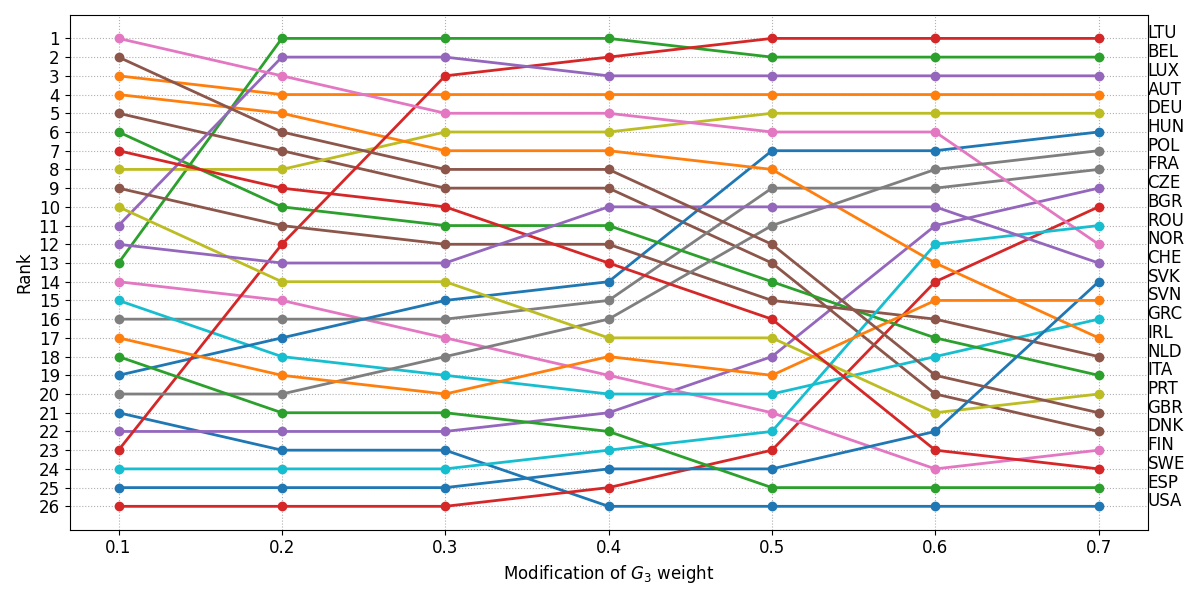 1
2
3
4
5
6
7
8
9
10
11
12
13
14
15
16
17
18
19
20
21
22
23
24
25
26
Rank
0.1 0.2 0.3 0.4 0.5 0.6 0.7
Modification of G₃ weight
LTU
BEL
LUX
AUT
DEU
HUN
POL
FRA
CZE
BGR
ROU
NOR
CHE
SVK
SVN
GRC
IRL
NLD
ITA
PRT
GBR
DNK
FIN
SWE
ESP
USA